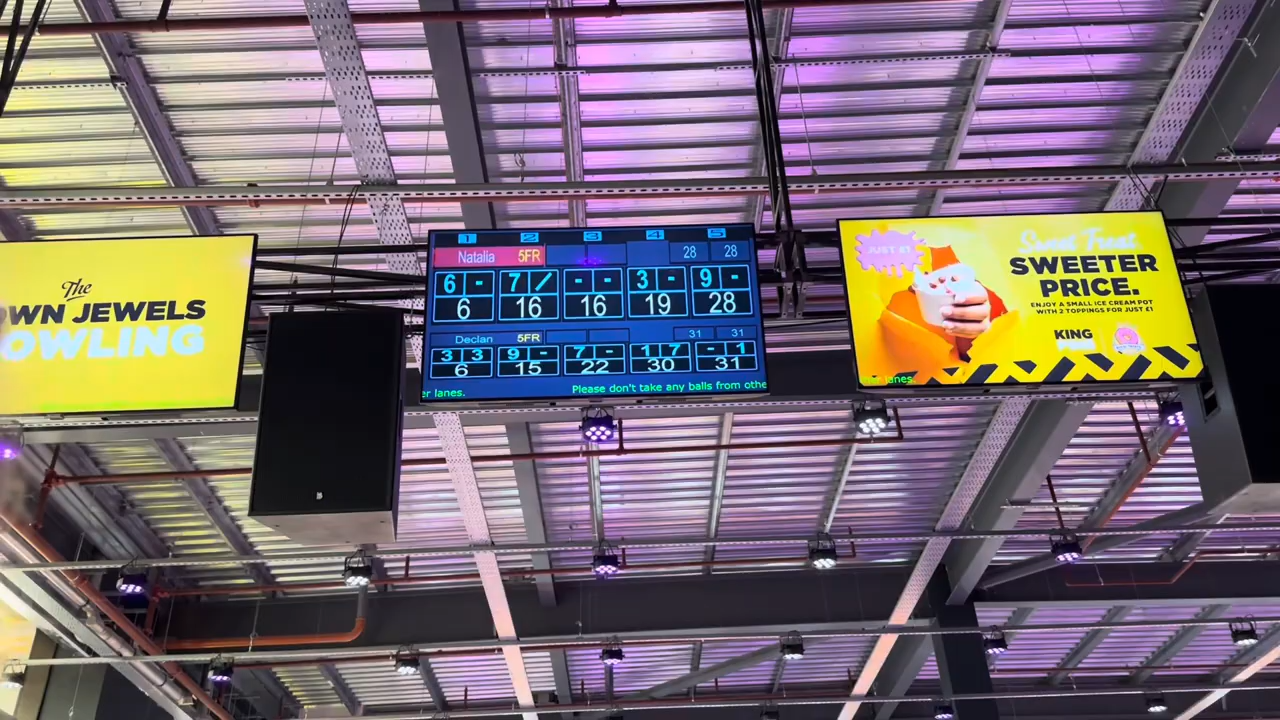 The
WN JEWELS
OWLING
1 2 3 4 5
Natalia 5FR 28 28
6 - 7 / - - 3 - 9 -
6 16 16 19 28
Declan 5FR 31 31
3 3 9 - 7 - 1 7 - 1
6 15 22 30 31
er lanes. Please don't take any balls from othe
JUST £1
Sweet Treat
SWEETER
PRICE.
ENJOY A SMALL ICE CREAM POT
WITH 2 TOPPINGS FOR JUST £1
KING
er lanes.